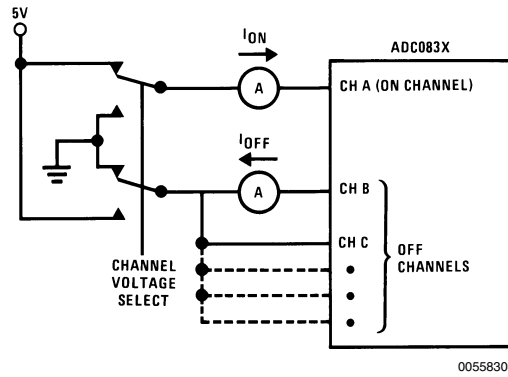 5V
ION
ADC083X
A
CH A (ON CHANNEL)
IOFF
A
CH B
CH C
OFF
CHANNELS
CHANNEL
VOLTAGE
SELECT
0055830